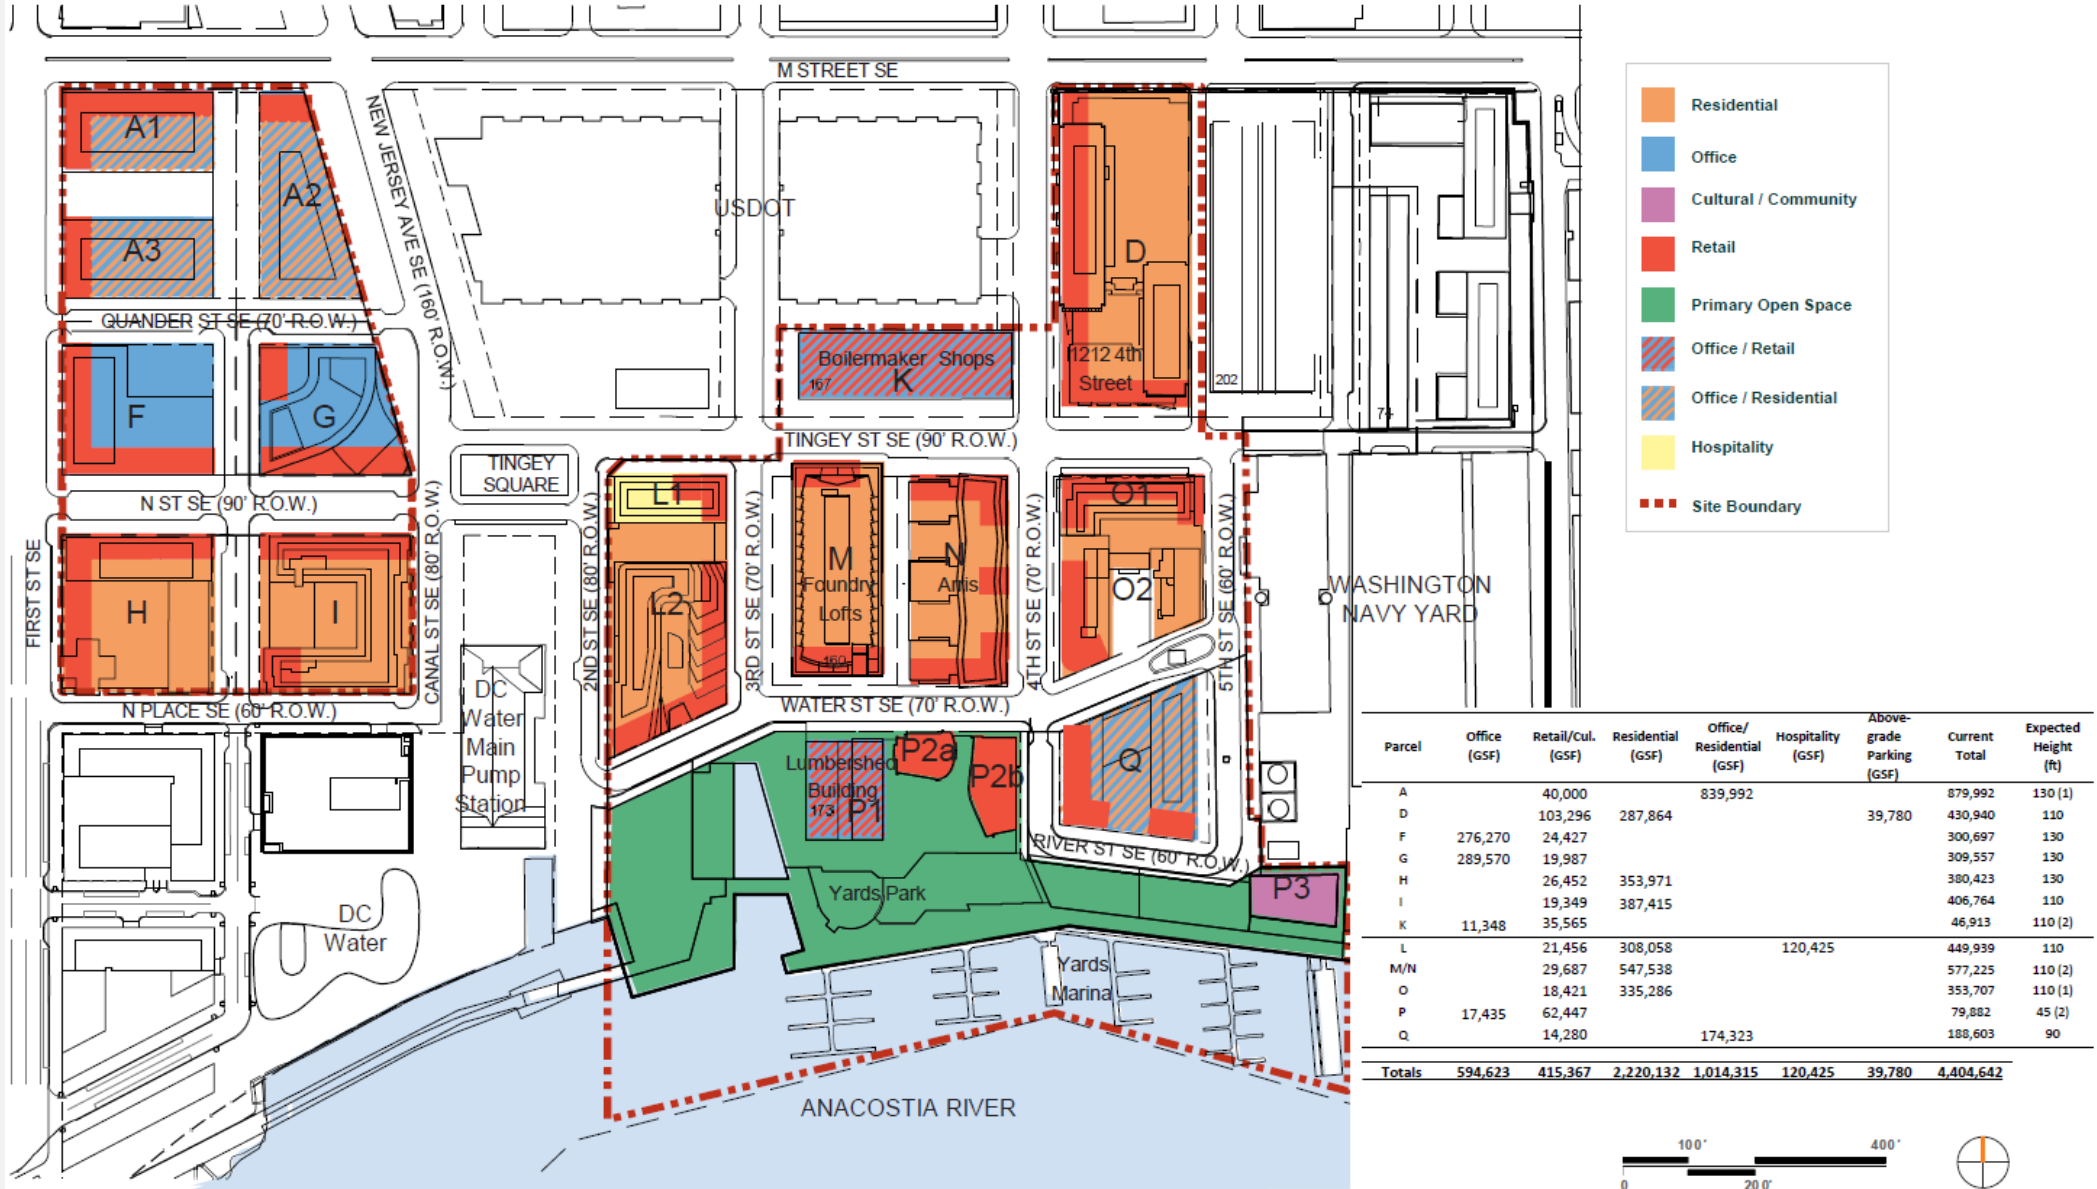 M STREET SE
NEW JERSEY AVE SE (160' R.O.W.)
A1
A2
A3
USDOT
D
1212 4th
Street
202
74
QUANDER ST SE (70' R.O.W.)
Boilermaker Shops
167
K
F
G
TINGEY ST SE (90' R.O.W.)
TINGEY
SQUARE
N ST SE (90' R.O.W.)
FIRST ST SE
CANAL ST SE (80' R.O.W.)
2ND ST SE (80' R.O.W.)
3RD ST SE (70' R.O.W.)
4TH ST SE (70' R.O.W.)
5TH ST SE (60' R.O.W.)
L1
L2
M
Foundry
Lofts
160
N
Arris
O1
O2
H
I
WASHINGTON
NAVY YARD
N PLACE SE (60' R.O.W.)
WATER ST SE (70' R.O.W.)
DC
Water
Main
Pump
Station
Lumbershed
Building
173
P1
P2a
P2b
Q
RIVER ST SE (60' R.O.W.)
P3
Yards Park
DC
Water
Yards
Marina
ANACOSTIA RIVER
Residential
Office
Cultural / Community
Retail
Primary Open Space
Office / Retail
Office / Residential
Hospitality
Site Boundary
Parcel Office (GSF) Retail/Cul. (GSF) Residential (GSF) Office/ Residential (GSF) Hospitality (GSF) Above-grade Parking (GSF) Current Total Expected Height (ft)
A 40,000 839,992 879,992 130 (1)
D 103,296 287,864 39,780 430,940 110
F 276,270 24,427 300,697 130
G 289,570 19,987 309,557 130
H 26,452 353,971 380,423 130
I 19,349 387,415 406,764 110
K 11,348 35,565 46,913 110 (2)
L 21,456 308,058 120,425 449,939 110
M/N 29,687 547,538 577,225 110 (2)
O 18,421 335,286 353,707 110 (1)
P 17,435 62,447 79,882 45 (2)
Q 14,280 174,323 188,603 90
Totals 594,623 415,367 2,220,132 1,014,315 120,425 39,780 4,404,642
100' 400'
0 200'